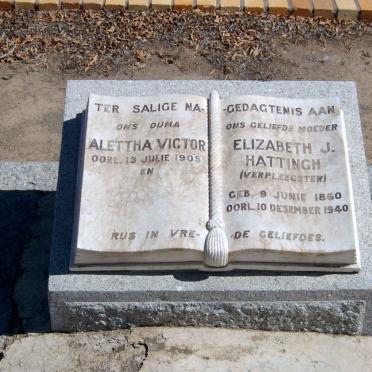 TER SALIGE NA-GEDAGTENIS AAN
ONS OUMA
ALETTHA VICTOR
OORL. 13 JULIE 1905
EN
ONS GELIEFDE MOEDER
ELIZABETH J.
HATTINGH
(VERPLEEGSTER)
GEB. 9 JUNIE 1860
OORL. 10 DESEMBER 1940
RUS IN VRE-DE GELIEFDES.